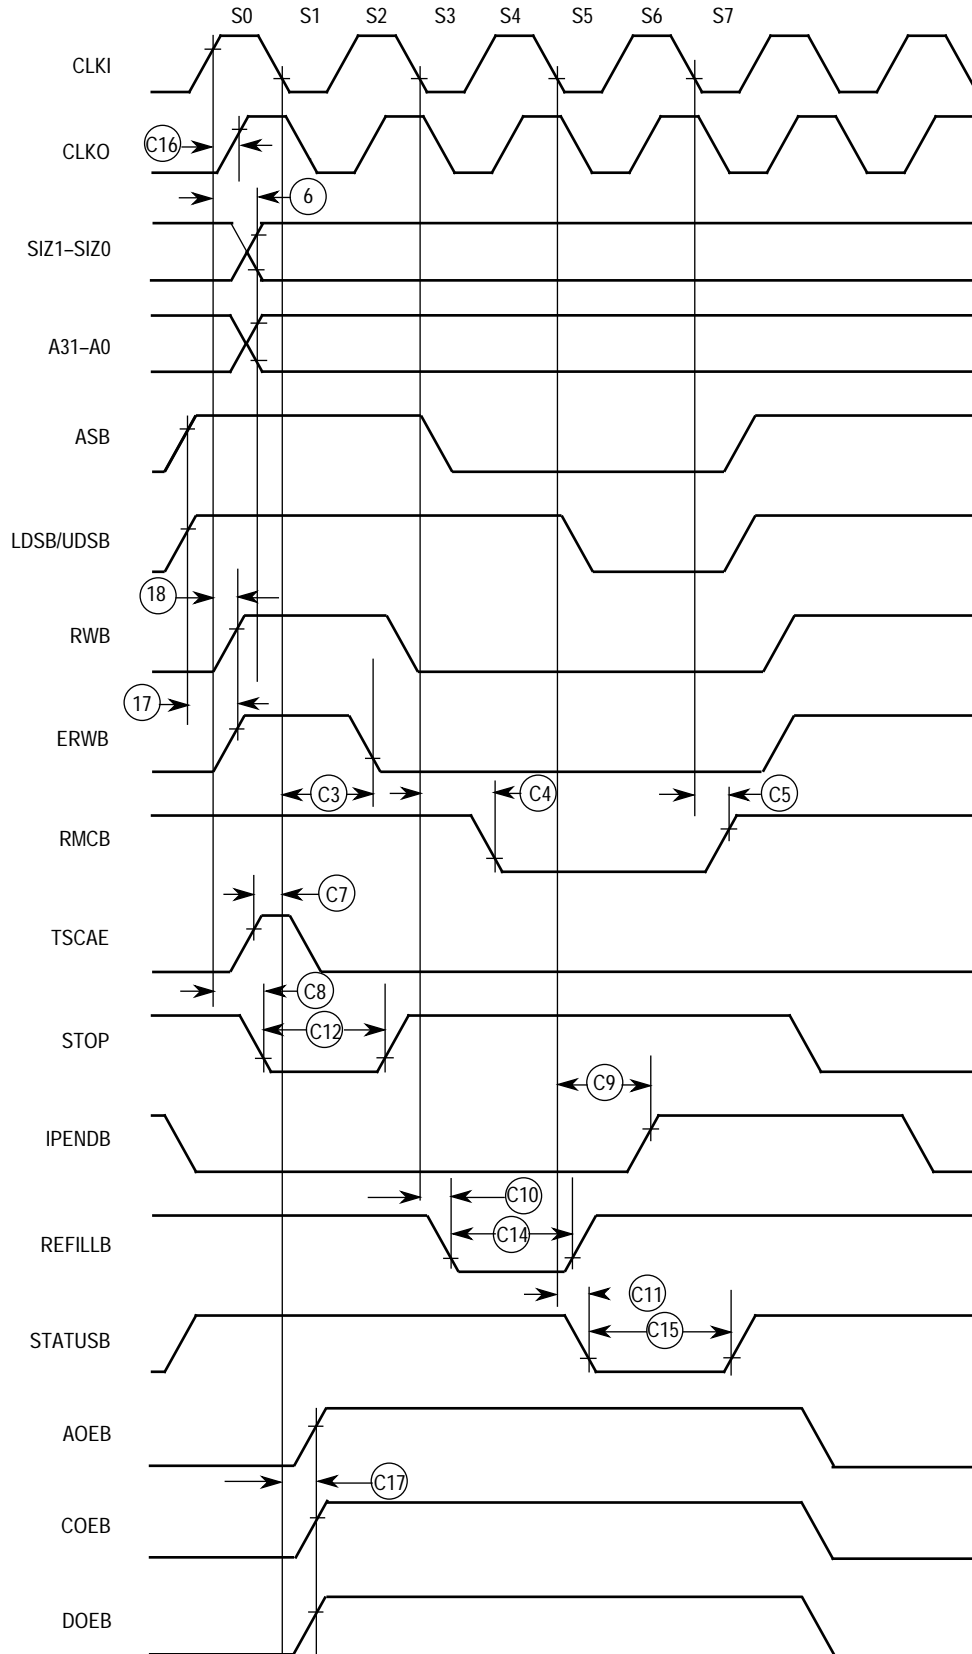 S0 S1 S2 S3 S4 S5 S6 S7
CLKI
CLKO
C16
6
SIZ1–SIZ0
A31–A0
ASB
LDSB/UDSB
18
RWB
17
ERWB
C3
C4
C5
RMCB
C7
TSCAE
C8
C12
STOP
C9
IPENDB
C10
C14
REFILLB
C11
C15
STATUSB
AOEB
C17
COEB
DOEB